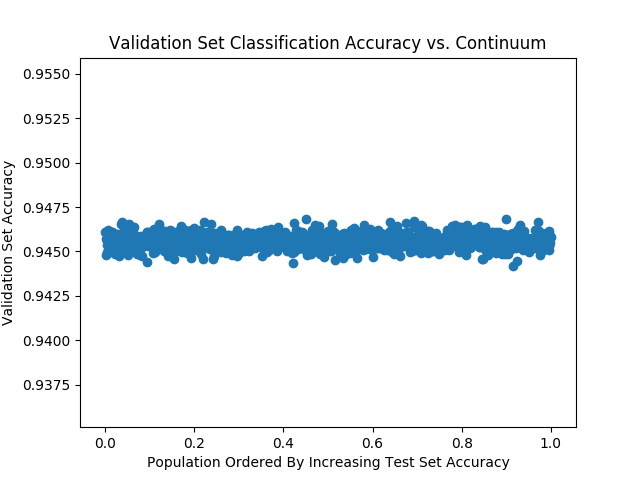 Validation Set Classification Accuracy vs. Continuum
0.9550
0.9525
0.9500
0.9475
0.9450
0.9425
0.9400
0.9375
Validation Set Accuracy
0.0 0.2 0.4 0.6 0.8 1.0
Population Ordered By Increasing Test Set Accuracy